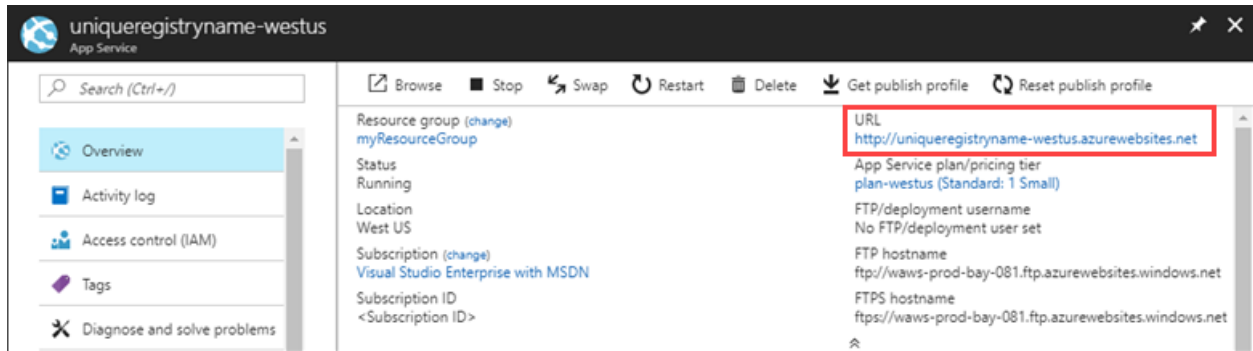 uniqueregistryname-westus
App Service
Search (Ctrl+/)
Overview
Activity log
Access control (IAM)
Tags
Diagnose and solve problems
Browse Stop Swap Restart Delete Get publish profile Reset publish profile
Resource group (change)
myResourceGroup
Status
Running
Location
West US
Subscription (change)
Visual Studio Enterprise with MSDN
Subscription ID
<Subscription ID>
URL
http://uniqueregistryname-westus.azurewebsites.net
App Service plan/pricing tier
plan-westus (Standard: 1 Small)
FTP/deployment username
No FTP/deployment user set
FTP hostname
ftp://waws-prod-bay-081.ftp.azurewebsites.windows.net
FTPS hostname
ftps://waws-prod-bay-081.ftp.azurewebsites.windows.net